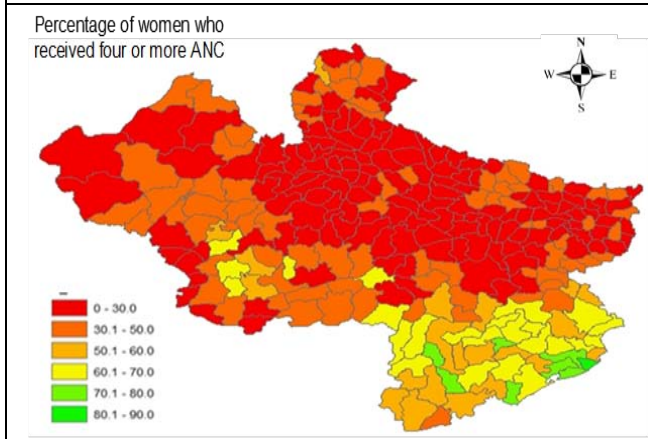 Percentage of women who
received four or more ANC
N
W E
S
0 - 30.0
30.1 - 50.0
50.1 - 60.0
60.1 - 70.0
70.1 - 80.0
80.1 - 90.0